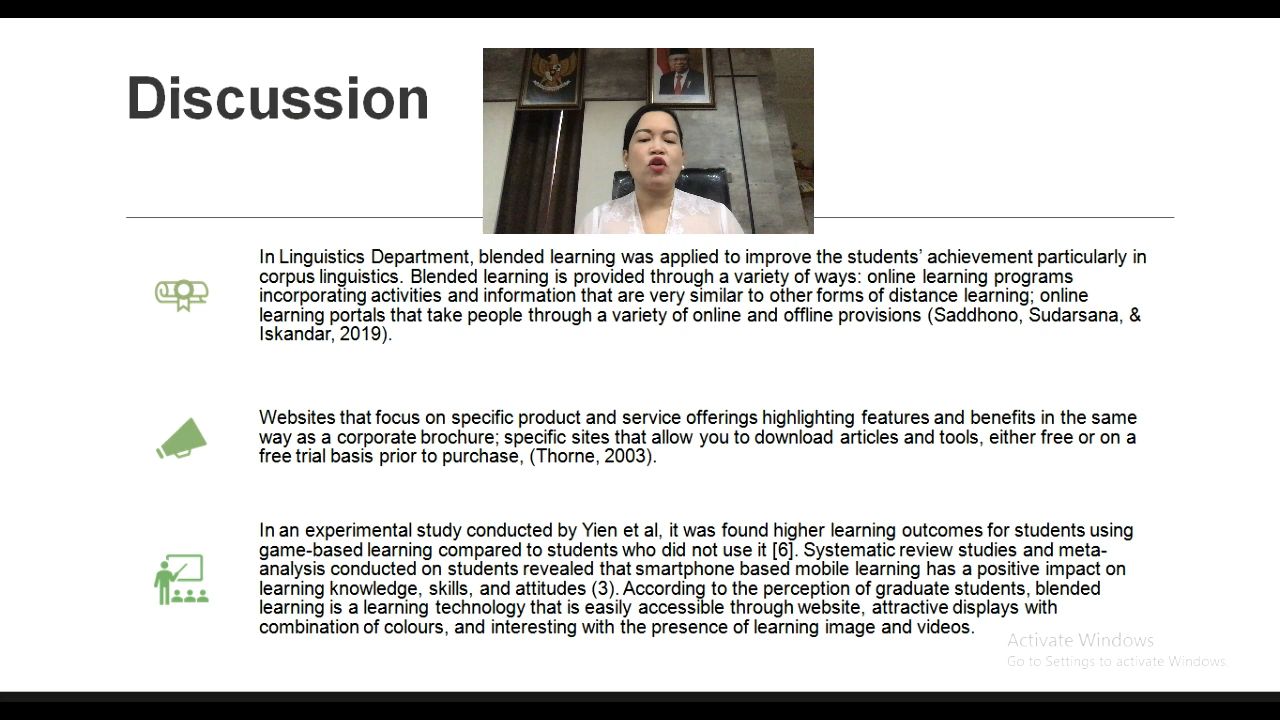 Discussion
In Linguistics Department, blended learning was applied to improve the students’ achievement particularly in
corpus linguistics. Blended learning is provided through a variety of ways: online learning programs
incorporating activities and information that are very similar to other forms of distance learning; online
learning portals that take people through a variety of online and offline provisions (Saddhono, Sudarsana, &
Iskandar, 2019).
Websites that focus on specific product and service offerings highlighting features and benefits in the same
way as a corporate brochure; specific sites that allow you to download articles and tools, either free or on a
free trial basis prior to purchase, (Thorne, 2003).
In an experimental study conducted by Yien et al, it was found higher learning outcomes for students using
game-based learning compared to students who did not use it [6]. Systematic review studies and meta-
analysis conducted on students revealed that smartphone based mobile learning has a positive impact on
learning knowledge, skills, and attitudes (3). According to the perception of graduate students, blended
learning is a learning technology that is easily accessible through website, attractive displays with
combination of colours, and interesting with the presence of learning image and videos.
Activate Windows
Go to Settings to activate Windows.